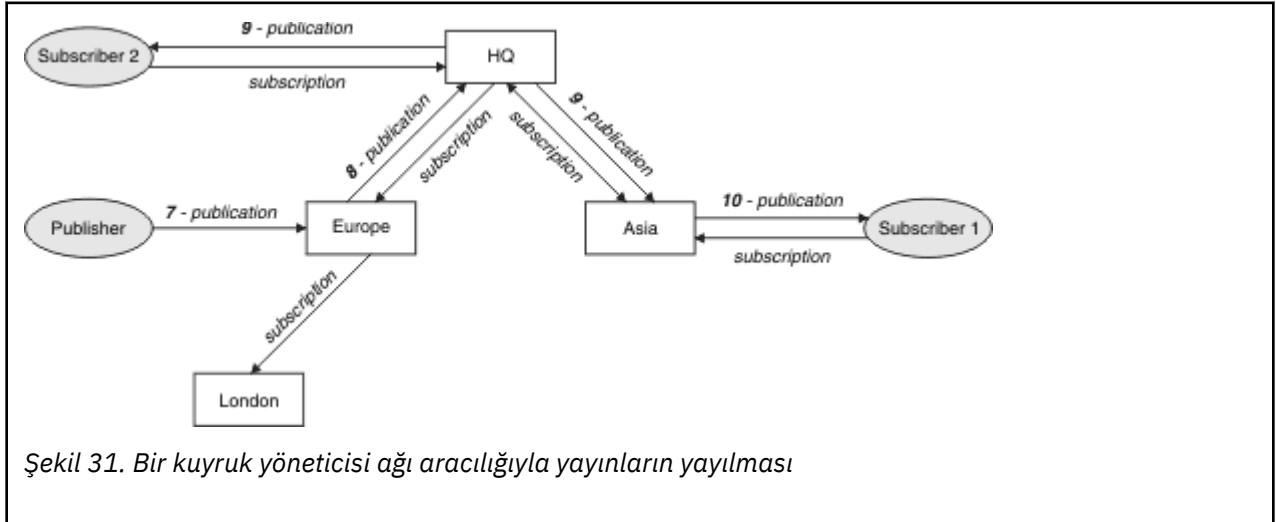 9 - publication
Subscriber 2
HQ
subscription
8 - publication
subscription
subscription
9 - publication
Publisher
7 - publication
Europe
Asia
10 - publication
Subscriber 1
subscription
subscription
London
Şekil 31. Bir kuyruk yöneticisi ağı aracılığıyla yayınların yayılması